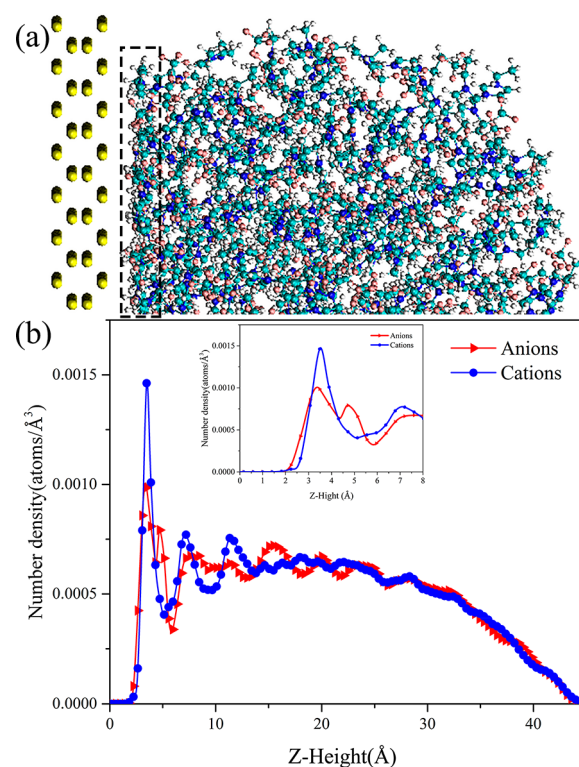 (a)
(b)
Anions
Cations
Number density(atoms/Å³)
0.0015
0.0010
0.0005
0.0000
0
10
20
30
40
Z-Height(Å)
Anions
Cations
Number density(atoms/Å³)
0.0015
0.0010
0.0005
0.0000
0
1
2
3
4
5
6
7
8
Z-Hight (Å)